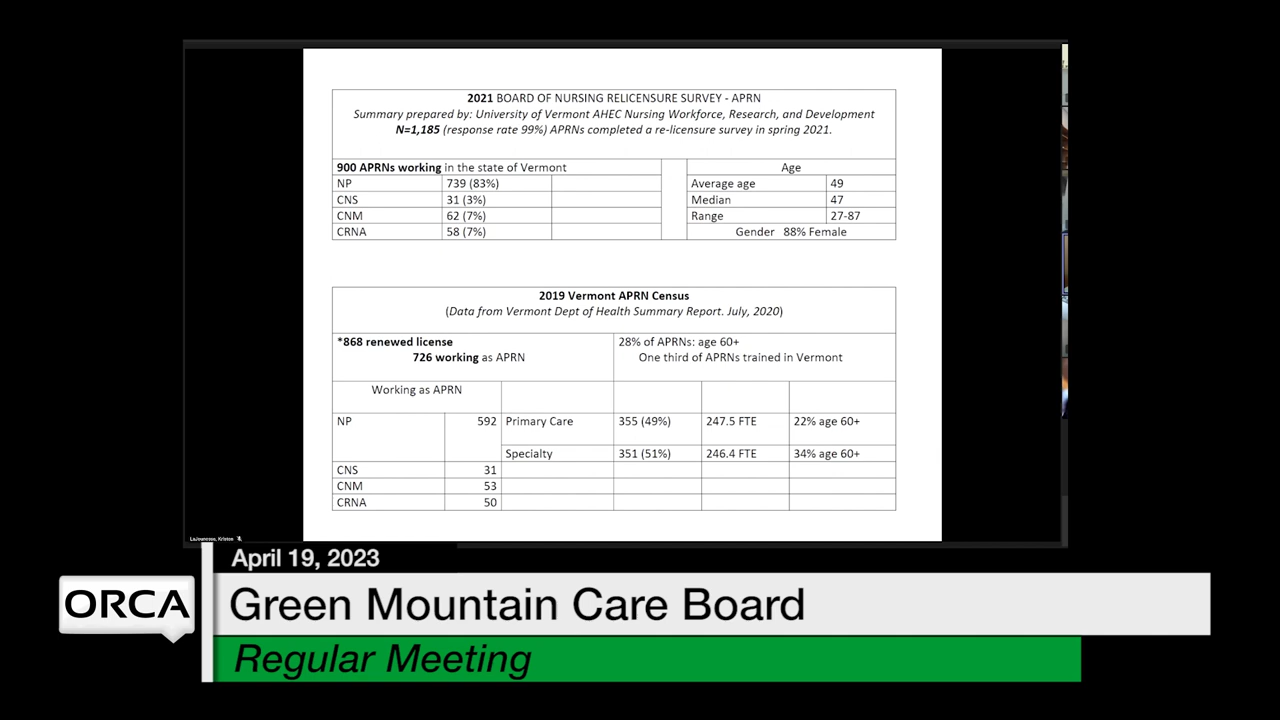 2021 BOARD OF NURSING RELICENSURE SURVEY - APRN
Summary prepared by: University of Vermont AHEC Nursing Workforce, Research, and Development
N=1,185 (response rate 99%) APRNs completed a re-licensure survey in spring 2021.
900 APRNs working in the state of Vermont
Age
NP 739 (83%)
Average age 49
CNS 31 (3%)
Median 47
CNM 62 (7%)
Range 27-87
CRNA 58 (7%)
Gender 88% Female
2019 Vermont APRN Census
(Data from Vermont Dept of Health Summary Report. July, 2020)
*868 renewed license
28% of APRNs: age 60+
726 working as APRN
One third of APRNs trained in Vermont
Working as APRN
NP 592 Primary Care 355 (49%) 247.5 FTE 22% age 60+
Specialty 351 (51%) 246.4 FTE 34% age 60+
CNS 31
CNM 53
CRNA 50
April 19, 2023
ORCA
Green Mountain Care Board
Regular Meeting